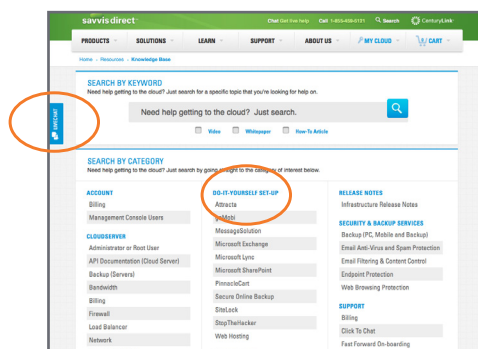 savvisdirect
Chat Get live help Call 1-855-439-0121 Search CenturyLink
PRODUCTS SOLUTIONS LEARN SUPPORT ABOUT US MY CLOUD CART
Home Resources Knowledge Base
SEARCH BY KEYWORD
Need help getting to the cloud? Just search for a specific topic that you're looking for help on.
Need help getting to the cloud? Just search.
Video Whitepaper How-To Article
LIVECHAT
SEARCH BY CATEGORY
Need help getting to the cloud? Just search by going straight to the category of interest below.
ACCOUNT
Billing
Management Console Users
CLOUDSERVER
Administrator or Root User
API Documentation (Cloud Server)
Backup (Servers)
Bandwidth
Billing
Firewall
Load Balancer
Network
DO-IT-YOURSELF SET-UP
Attracta
goMobi
MessageSolution
Microsoft Exchange
Microsoft Lync
Microsoft SharePoint
PinnacleCart
Secure Online Backup
SiteLock
StopTheHacker
Web Hosting
RELEASE NOTES
Infrastructure Release Notes
SECURITY & BACKUP SERVICES
Backup (PC, Mobile and Backup)
Email Anti-Virus and Spam Protection
Email Filtering & Content Control
Endpoint Protection
Web Browsing Protection
SUPPORT
Billing
Click To Chat
Fast Forward On-boarding